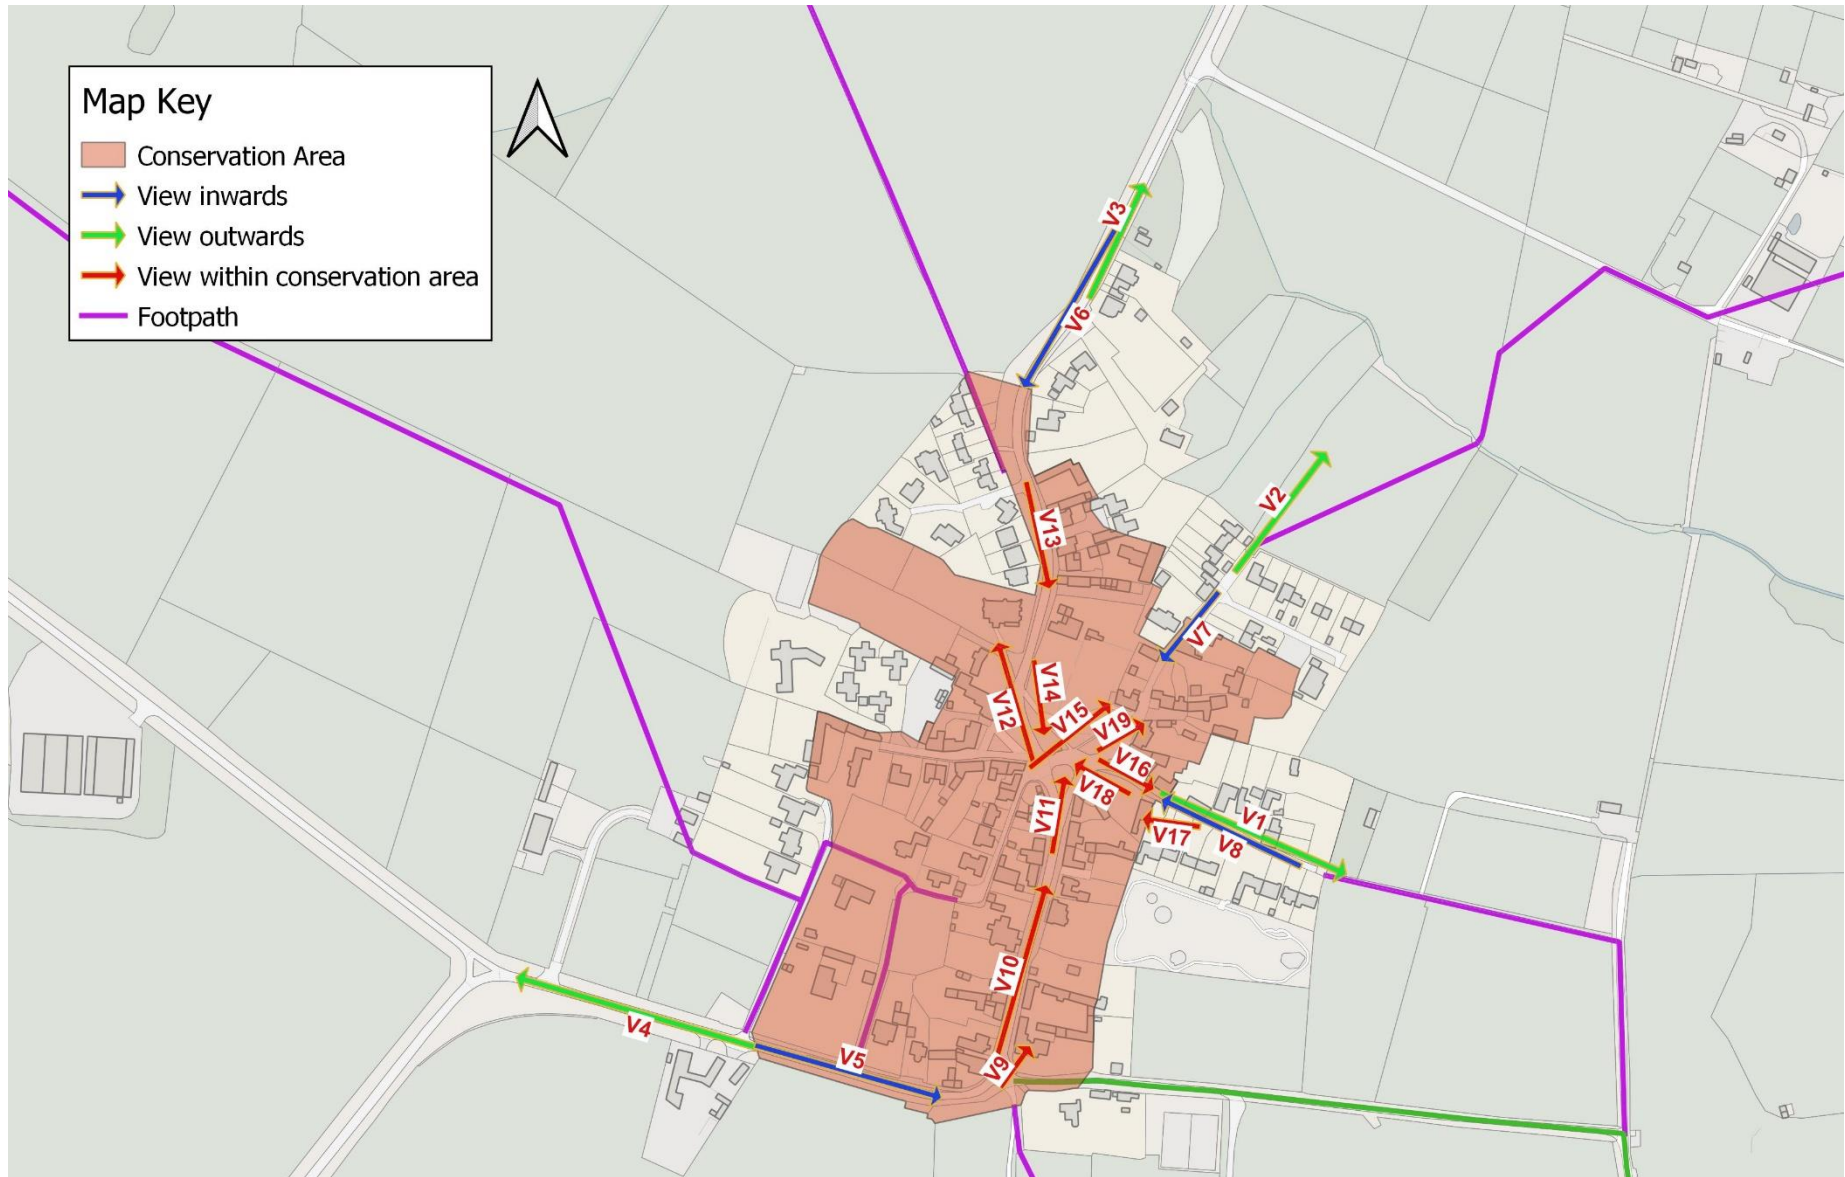 Map Key
Conservation Area
View inwards
View outwards
View within conservation area
Footpath
V3
V6
V2
V13
V7
V14
V12
V15
V19
V16
V18
V11
V1
V17
V8
V10
V4
V5
V9